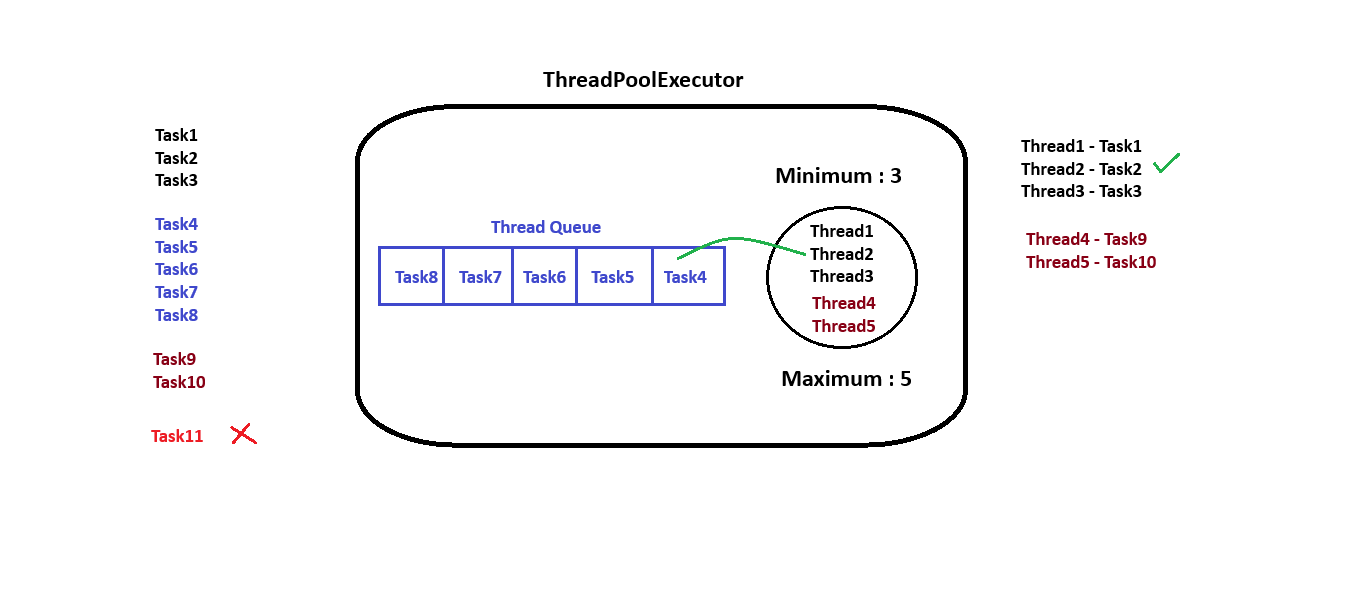 ThreadPoolExecutor
Task1
Task2
Task3
Task4
Task5
Task6
Task7
Task8
Task9
Task10
Task11
Thread Queue
Task8 Task7 Task6 Task5 Task4
Minimum : 3
Thread1
Thread2
Thread3
Thread4
Thread5
Maximum : 5
Thread1 - Task1
Thread2 - Task2
Thread3 - Task3
Thread4 - Task9
Thread5 - Task10